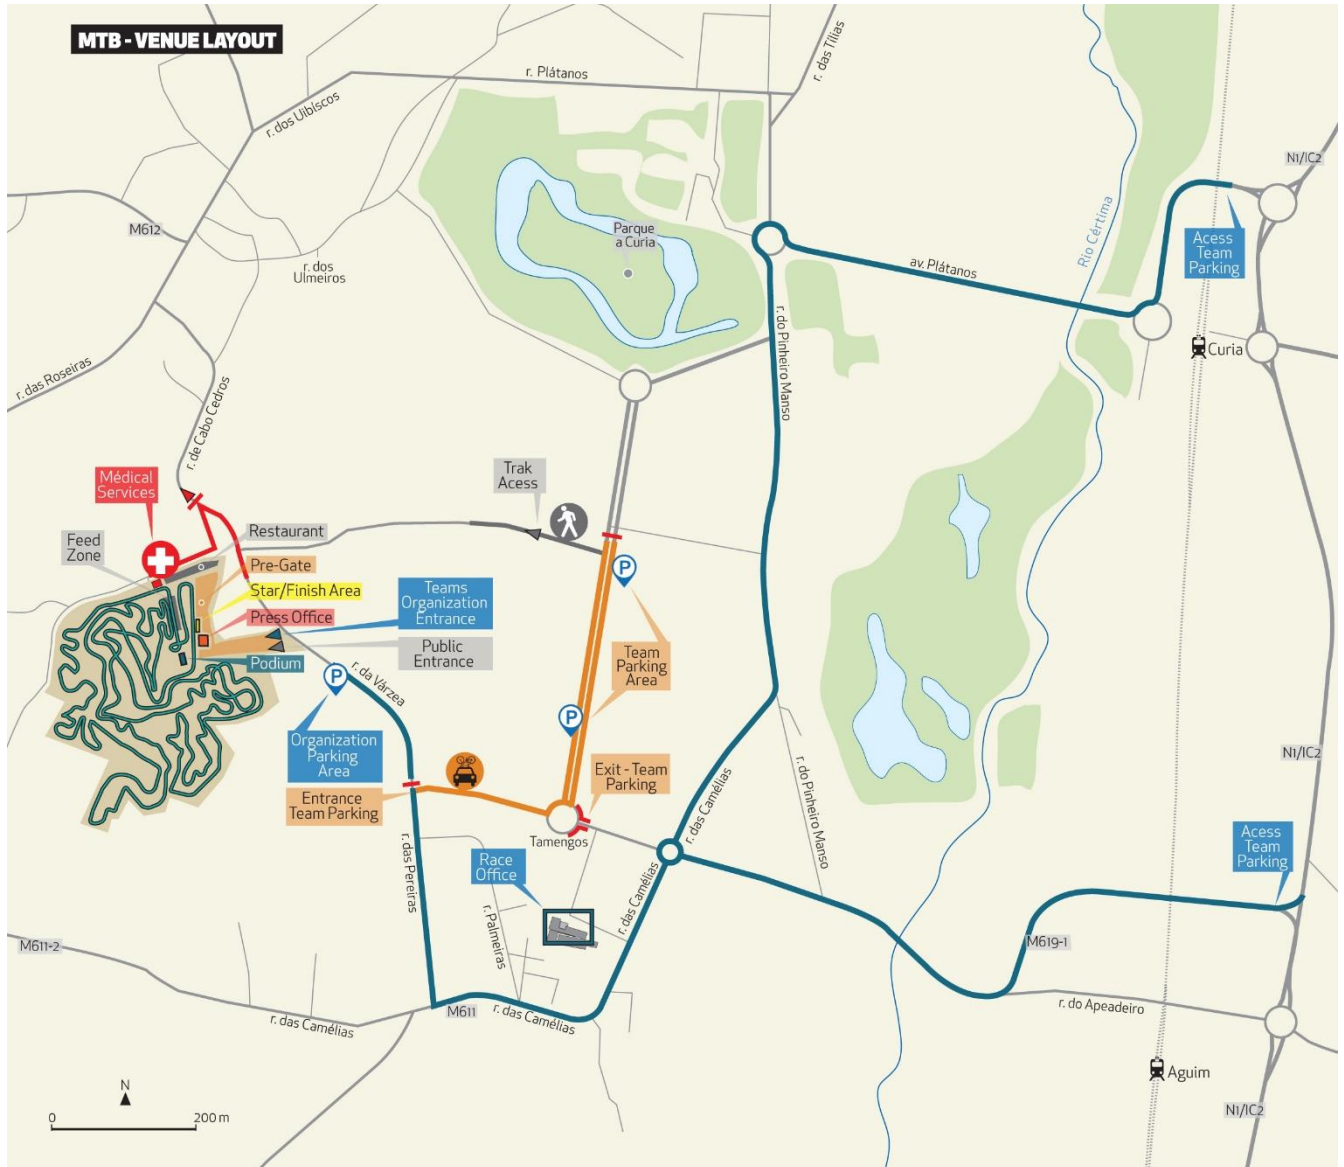 MTB - VENUE LAYOUT
r. das Tílias
r. Plátanos
r. dos Uibíscos
N1/IC2
M612
Parque
a Curia
Rio Cértima
Acess
Team
Parking
r. dos
Ulmeiros
av. Plátanos
r. do Pinheiro Manso
Curia
r. das Roseiras
r. de Cabo Cedros
Médical
Services
Trak
Acess
Feed
Zone
Restaurant
Pre-Gate
P
Star/Finish Area
Teams
Organization
Entrance
Press Office
Public
Entrance
Team
Parking
Area
Podium
r. da Várzea
P
P
Organization
Parking
Area
N1/IC2
Exit - Team
Parking
r. das Camélias
r. do Pinheiro Manso
Entrance
Team Parking
Tamengos
Acess
Team
Parking
r. das Pereiras
Race
Office
r. das Camélias
r. Palmeiras
M611-2
M619-1
r. do Apeadeiro
M611
r. das Camélias
r. das Camélias
Aguim
N
0
200 m
N1/IC2